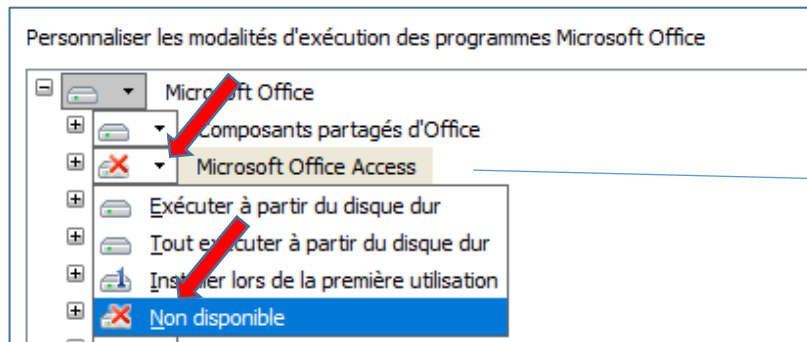 Personnaliser les modalités d'exécution des programmes Microsoft Office
Microsoft Office
Composants partagés d'Office
Microsoft Office Access
Exécuter à partir du disque dur
Tout exécuter à partir du disque dur
Installer lors de la première utilisation
Non disponible